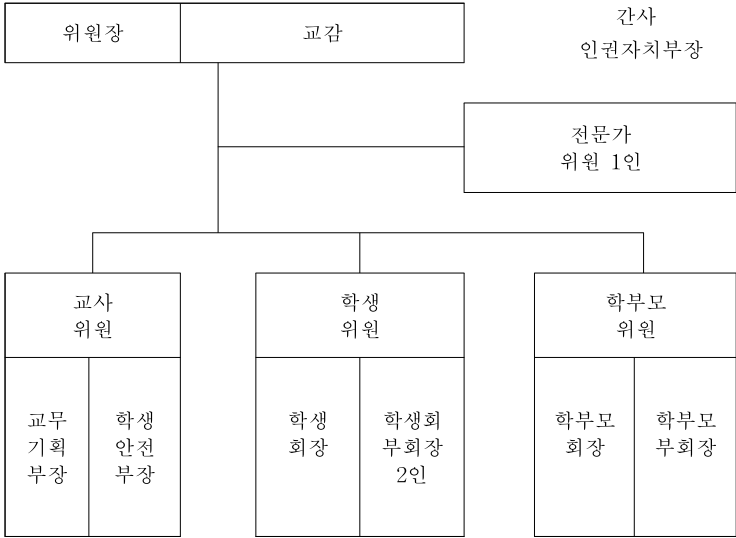 위원장
교감
간사
인권자치부장
전문가
위원 1인
교사
위원
학생
위원
학부모
위원
교무
기획
부장
학생
안전
부장
학생
회장
학생회
부회장
2인
학부모
회장
학부모
부회장